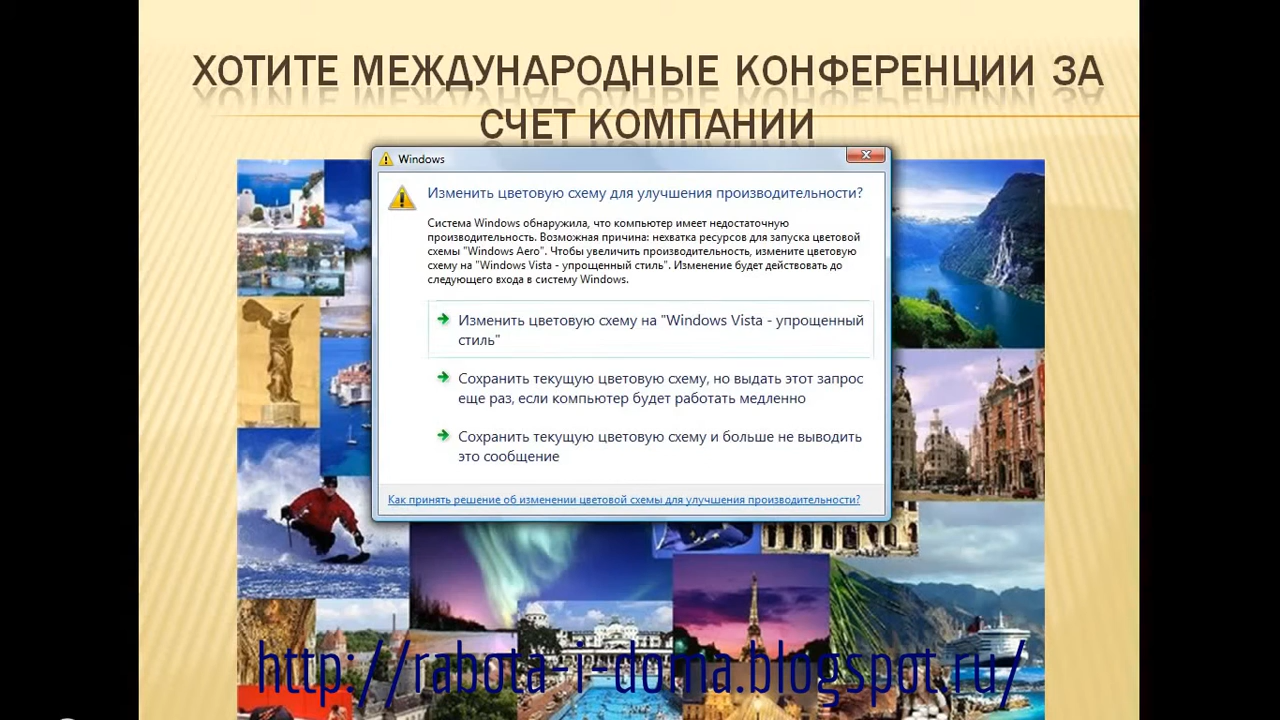 ХОТИТЕ МЕЖДУНАРОДНЫЕ КОНФЕРЕНЦИИ ЗА
СЧЕТ КОМПАНИИ
Windows
Изменить цветовую схему для улучшения производительности?
Система Windows обнаружила, что компьютер имеет недостаточную
производительность. Возможная причина: нехватка ресурсов для запуска цветовой
схемы "Windows Aero". Чтобы увеличить производительность, измените цветовую
схему на "Windows Vista - упрощенный стиль". Изменение будет действовать до
следующего входа в систему Windows.
Изменить цветовую схему на "Windows Vista - упрощенный
стиль"
Сохранить текущую цветовую схему, но выдать этот запрос
еще раз, если компьютер будет работать медленно
Сохранить текущую цветовую схему и больше не выводить
это сообщение
Как принять решение об изменении цветовой схемы для улучшения производительности?
http://rabota-i-doma.blogspot.ru/